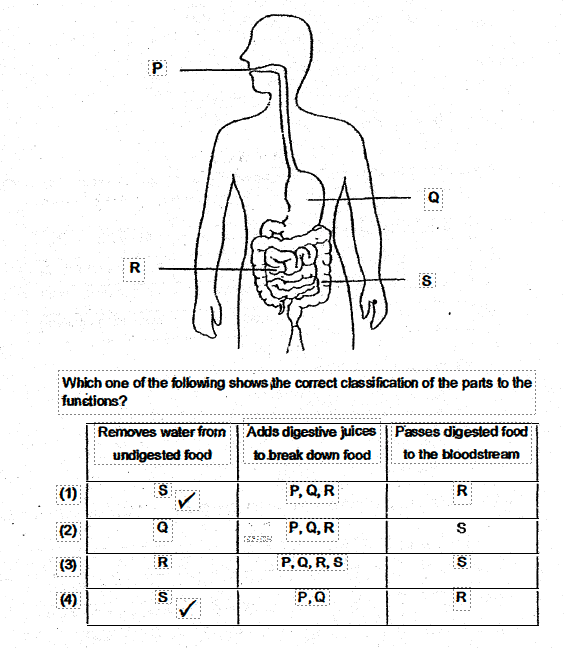 P
Q
R
S
Which one of the following shows the correct classification of the parts to the
functions?
Removes water from undigested food | Adds digestive juices to break down food | Passes digested food to the bloodstream
(1) S ✓ P, Q, R R
(2) Q P, Q, R S
(3) R P, Q, R, S S
(4) S ✓ P, Q R